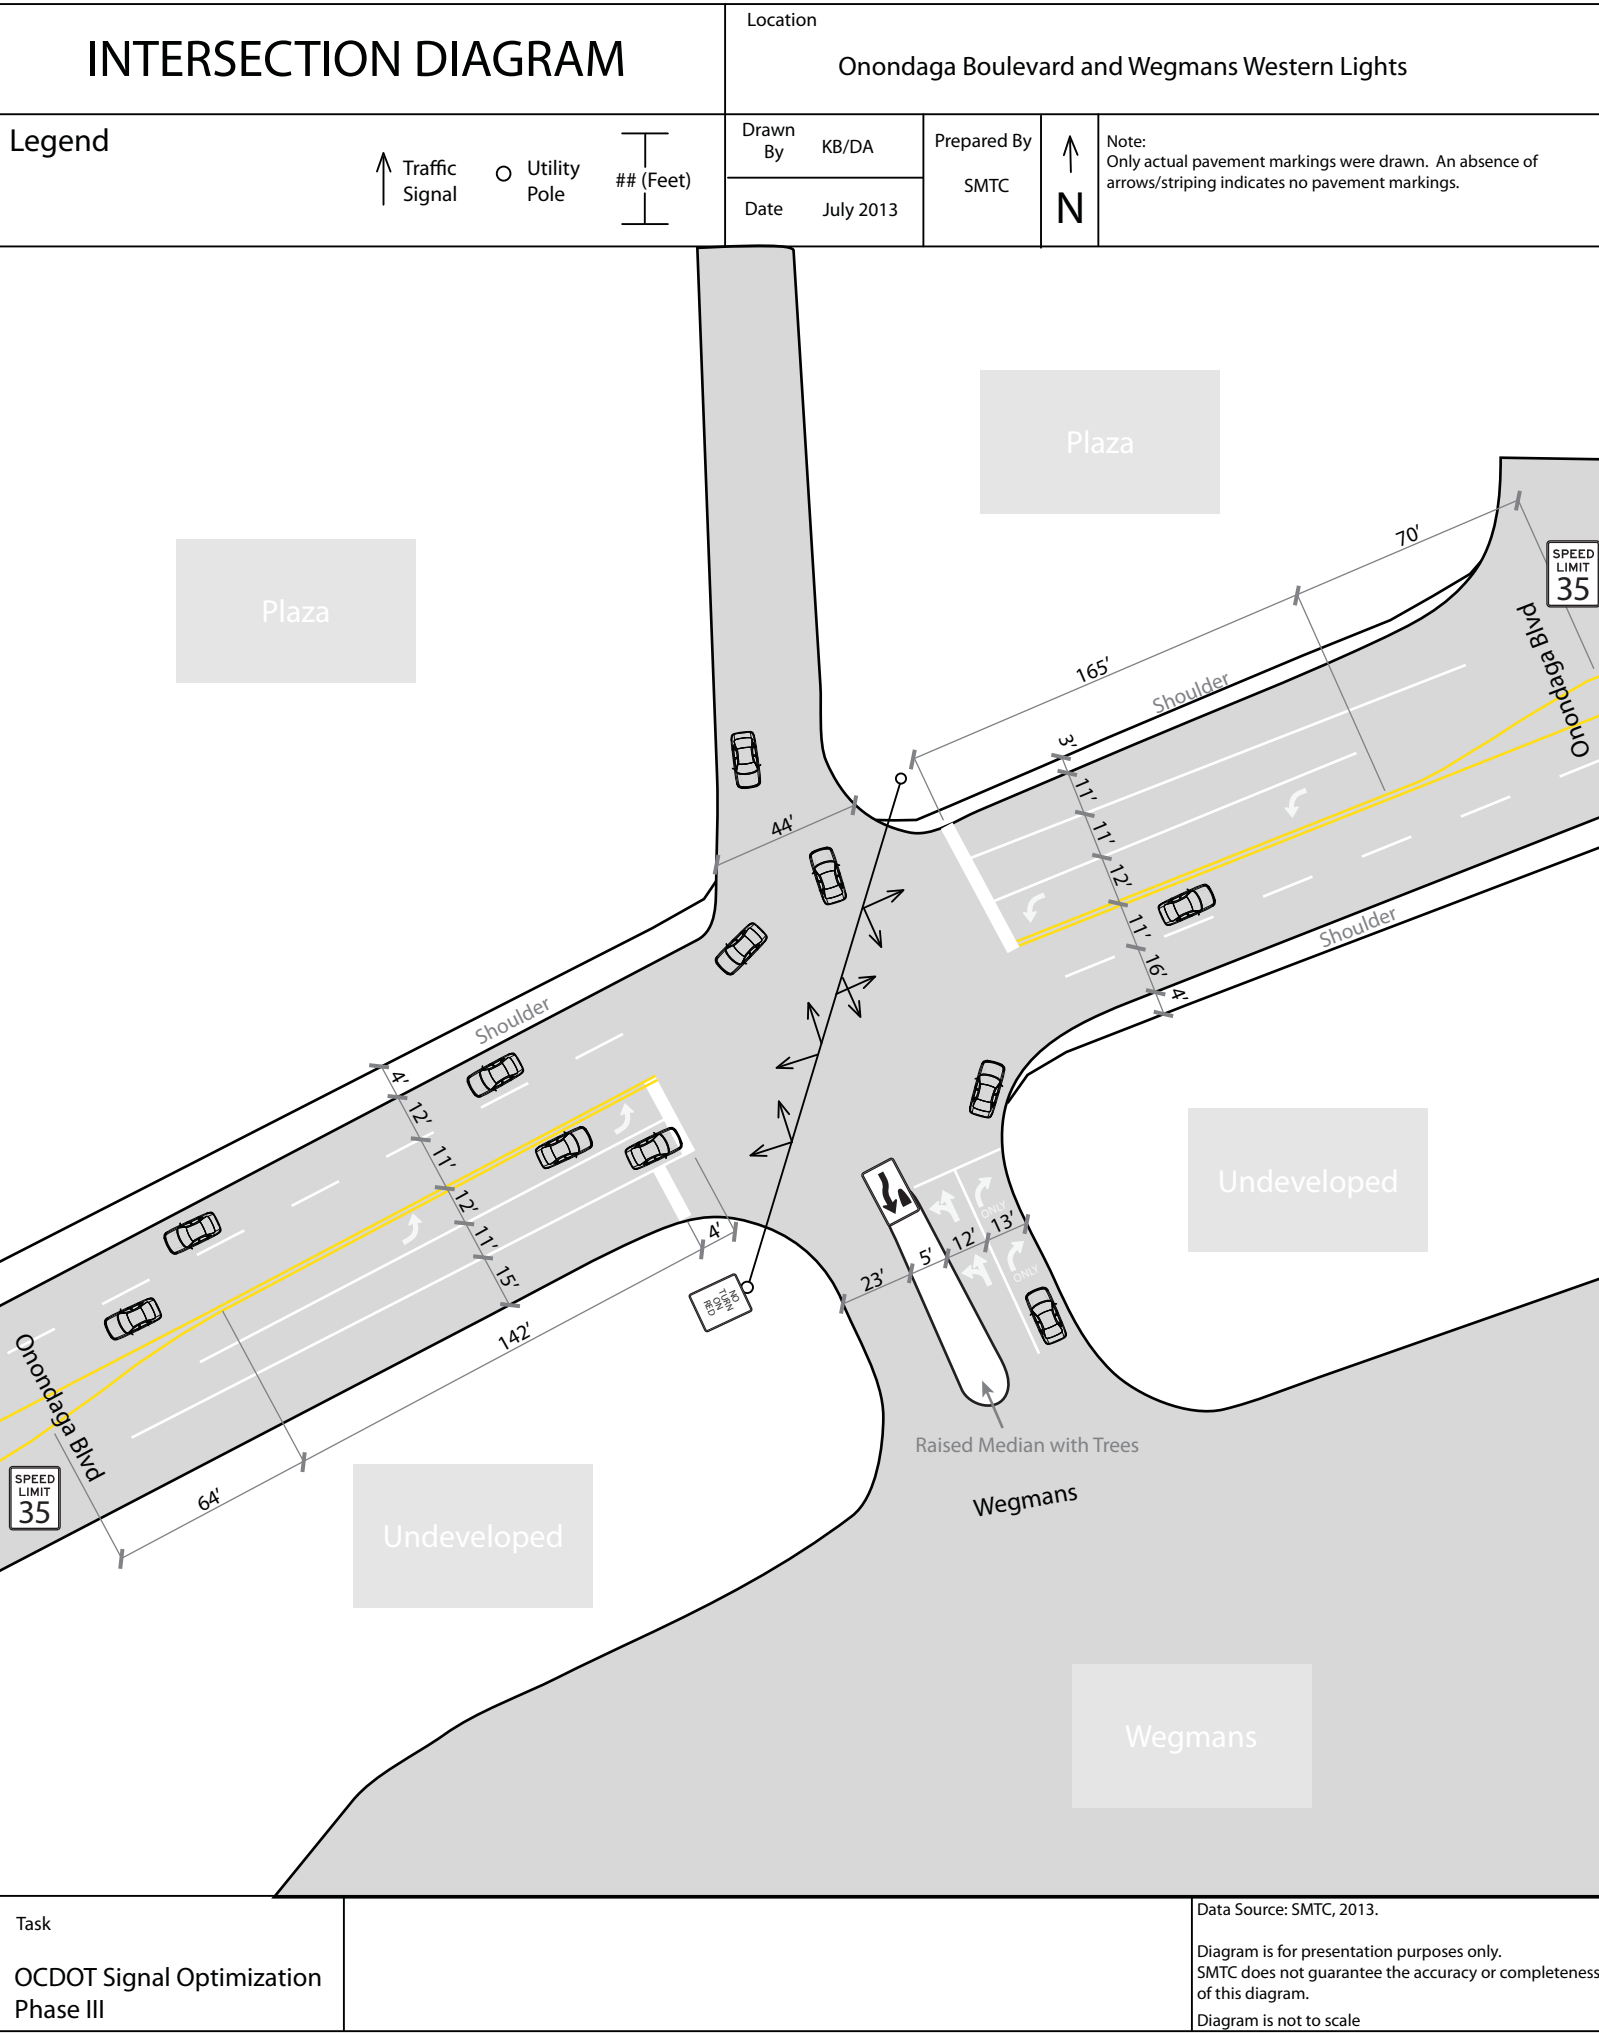 INTERSECTION DIAGRAM
Location
Onondaga Boulevard and Wegmans Western Lights
Legend
Traffic
Signal
Utility
Pole
## (Feet)
Drawn
By
KB/DA
Date
July 2013
Prepared By
SMTC
N
Note:
Only actual pavement markings were drawn. An absence of
arrows/striping indicates no pavement markings.
Plaza
Plaza
70'
SPEED
LIMIT
35
Onondaga Blvd
165'
Shoulder
3'
11'
11'
12'
11'
16'
4'
Shoulder
44'
Shoulder
4'
12'
11'
12'
11'
15'
4'
NO
TURN
ON
RED
142'
64'
23'
5'
12'
13'
ONLY
ONLY
Undeveloped
Onondaga Blvd
SPEED
LIMIT
35
Undeveloped
Raised Median with Trees
Wegmans
Wegmans
Task
OCDOT Signal Optimization
Phase III
Data Source: SMTC, 2013.
Diagram is for presentation purposes only.
SMTC does not guarantee the accuracy or completeness
of this diagram.
Diagram is not to scale